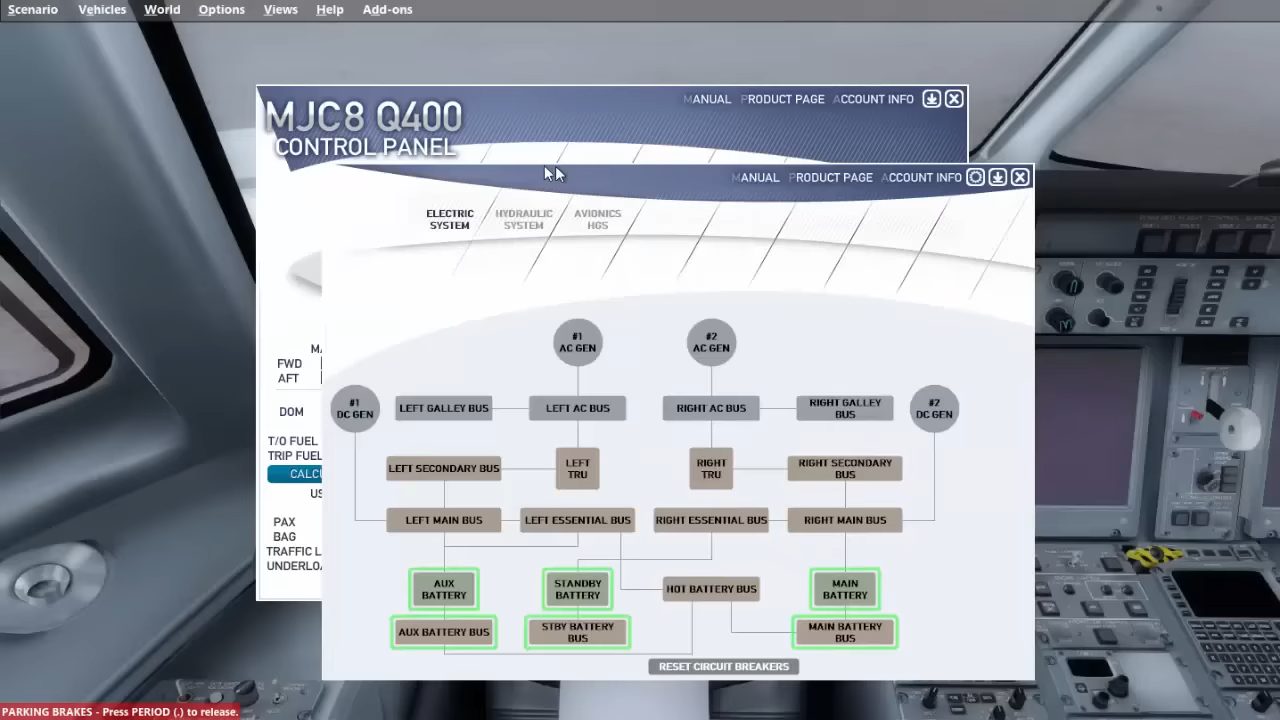 Scenario Vehicles World Options Views Help Add-ons
MJC8 Q400
CONTROL PANEL
MANUAL PRODUCT PAGE ACCOUNT INFO
MANUAL PRODUCT PAGE ACCOUNT INFO
ELECTRIC
SYSTEM
HYDRAULIC
SYSTEM
AVIONICS
HGS
#1
AC GEN
#2
AC GEN
FWD
AFT
#1
DC GEN
LEFT GALLEY BUS
LEFT AC BUS
RIGHT AC BUS
RIGHT GALLEY
BUS
#2
DC GEN
DOM
T/O FUEL
TRIP FUEL
LEFT SECONDARY BUS
LEFT
TRU
RIGHT
TRU
RIGHT SECONDARY
BUS
LEFT MAIN BUS
LEFT ESSENTIAL BUS
RIGHT ESSENTIAL BUS
RIGHT MAIN BUS
PAX
BAG
TRAFFIC L
UNDERLO
AUX
BATTERY
STANDBY
BATTERY
HOT BATTERY BUS
MAIN
BATTERY
AUX BATTERY BUS
STBY BATTERY
BUS
MAIN BATTERY
BUS
RESET CIRCUIT BREAKERS
PARKING BRAKES - Press PERIOD (.) to release.